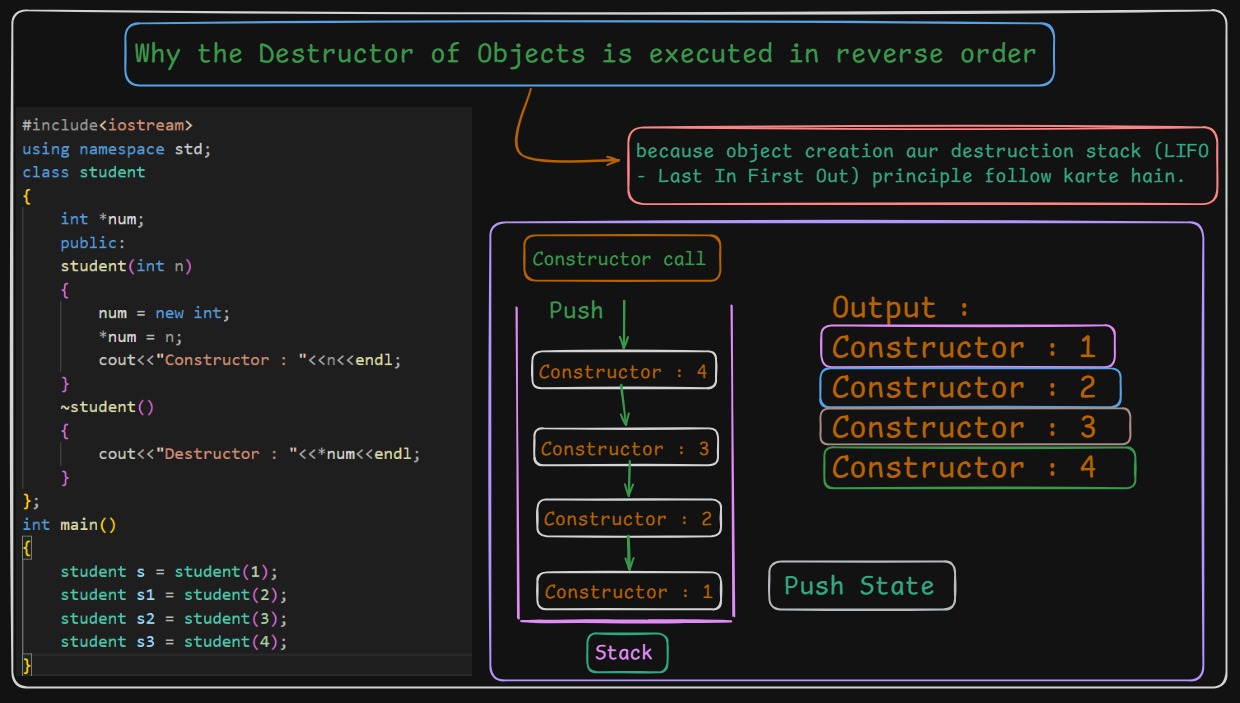 Why the Destructor of Objects is executed in reverse order
because object creation aur destruction stack (LIFO
- Last In First Out) principle follow karte hain.
#include<iostream>
using namespace std;
class student
{
int *num;
public:
student(int n)
{
num = new int;
*num = n;
cout<<"Constructor : "<<n<<endl;
}
~student()
{
cout<<"Destructor : "<<*num<<endl;
}
};
int main()
{
student s = student(1);
student s1 = student(2);
student s2 = student(3);
student s3 = student(4);
}
Constructor call
Push
Constructor : 4
Constructor : 3
Constructor : 2
Constructor : 1
Stack
Output :
Constructor : 1
Constructor : 2
Constructor : 3
Constructor : 4
Push State